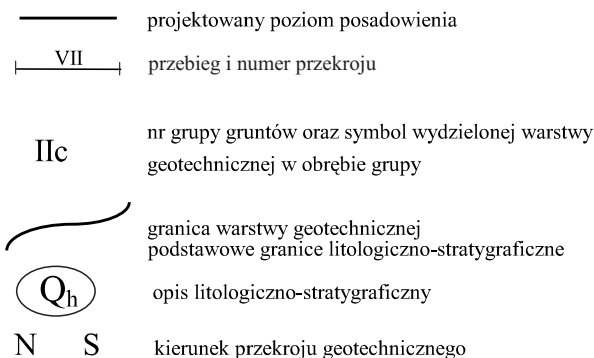 projektowany poziom posadowienia
VII przebieg i numer przekroju
nr grupy gruntów oraz symbol wydzielonej warstwy
IIc
geotechnicznej w obrębie grupy
granica warstwy geotechnicznej
podstawowe granice litologiczno-stratygraficzne
Qh opis litologiczno-stratygraficzny
N S kierunek przekroju geotechnicznego